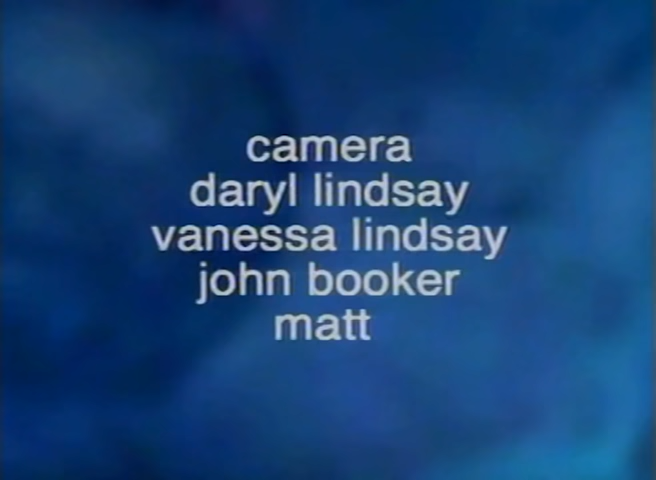 camera
daryl lindsay
vanessa lindsay
john booker
matt